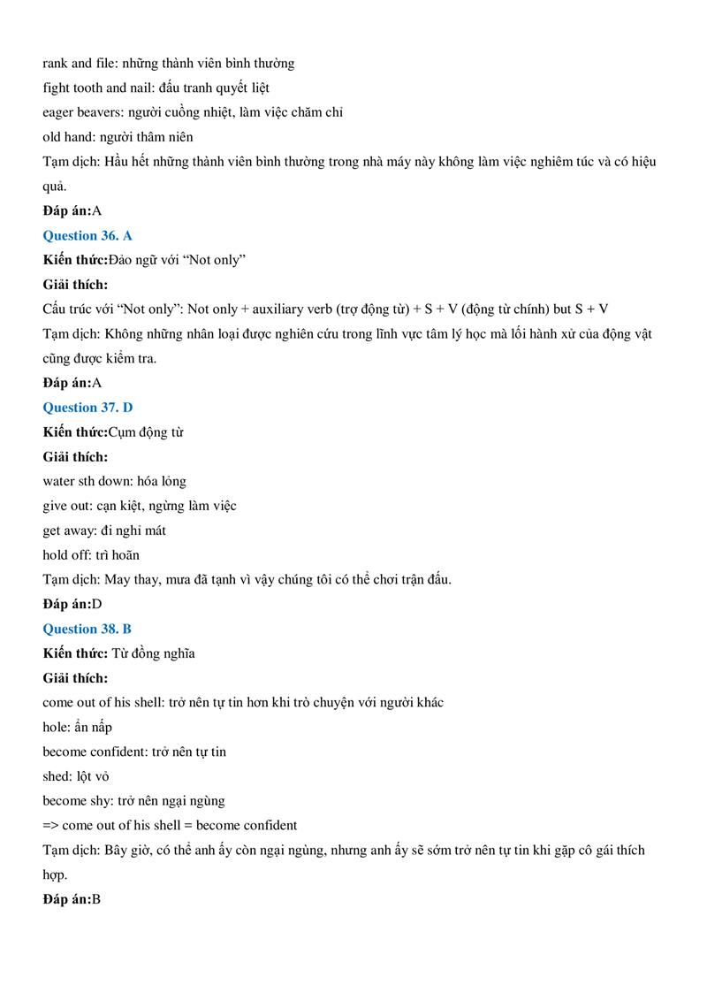 rank and file: những thành viên bình thường
fight tooth and nail: đấu tranh quyết liệt
eager beavers: người cuồng nhiệt, làm việc chăm chỉ
old hand: người thâm niên
Tạm dịch: Hầu hết những thành viên bình thường trong nhà máy này không làm việc nghiêm túc và có hiệu
quả.
Đáp án:A
Question 36. A
Kiến thức:Đảo ngữ với “Not only”
Giải thích:
Cấu trúc với “Not only”: Not only + auxiliary verb (trợ động từ) + S + V (động từ chính) but S + V
Tạm dịch: Không những nhân loại được nghiên cứu trong lĩnh vực tâm lý học mà lối hành xử của động vật
cũng được kiểm tra.
Đáp án:A
Question 37. D
Kiến thức:Cụm động từ
Giải thích:
water sth down: hóa lỏng
give out: cạn kiệt, ngừng làm việc
get away: đi nghỉ mát
hold off: trì hoãn
Tạm dịch: May thay, mưa đã tạnh vì vậy chúng tôi có thể chơi trận đấu.
Đáp án:D
Question 38. B
Kiến thức: Từ đồng nghĩa
Giải thích:
come out of his shell: trở nên tự tin hơn khi trò chuyện với người khác
hole: ẩn nấp
become confident: trở nên tự tin
shed: lột vỏ
become shy: trở nên ngại ngùng
=> come out of his shell = become confident
Tạm dịch: Bây giờ, có thể anh ấy còn ngại ngùng, nhưng anh ấy sẽ sớm trở nên tự tin khi gặp cô gái thích
hợp.
Đáp án:B